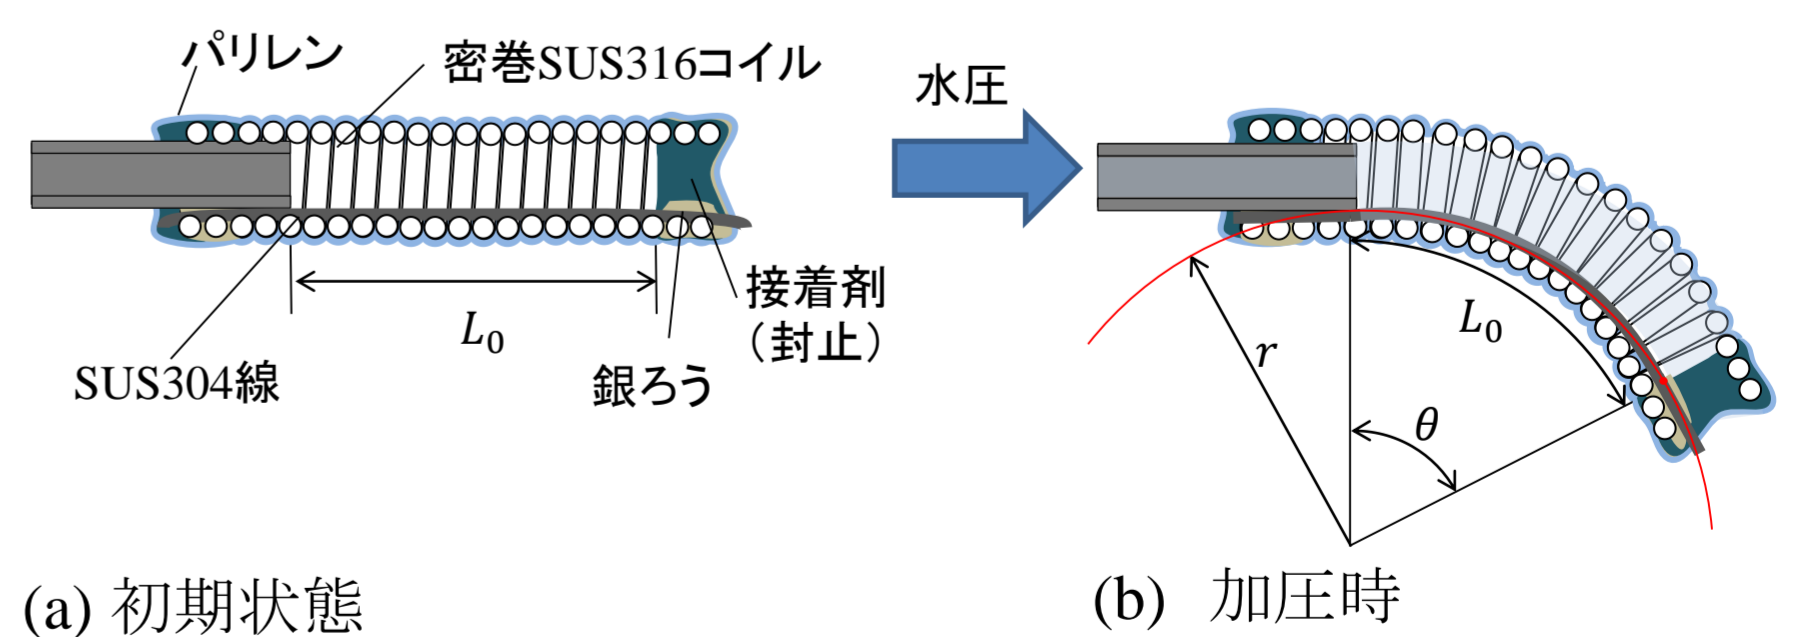 パリレン
密巻SUS316コイル
水圧
L₀
接着剤
（封止）
SUS304線
銀ろう
L₀
r
θ
(a) 初期状態
(b) 加圧時